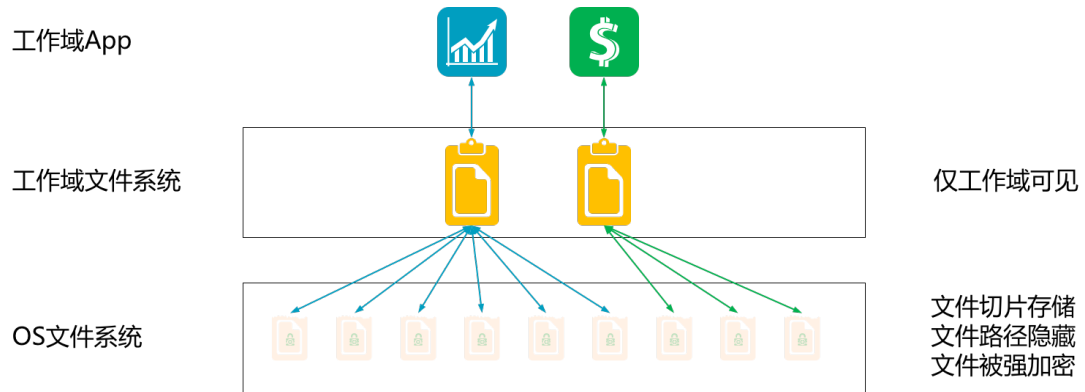 工作域App
工作域文件系统
仅工作域可见
OS文件系统
文件切片存储
文件路径隐藏
文件被强加密